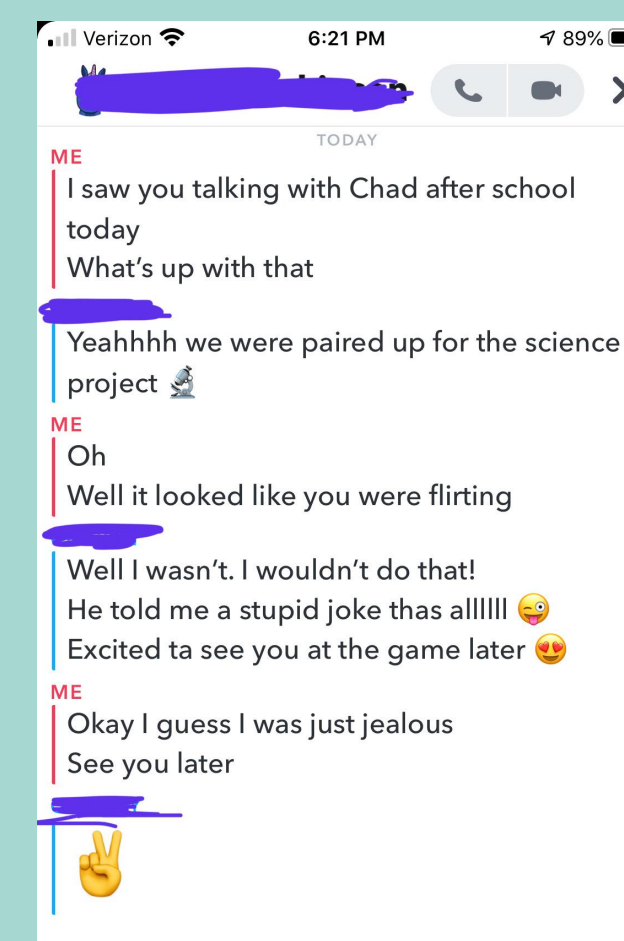 Verizon 6:21 PM 89%
TODAY
ME
I saw you talking with Chad after school
today
What's up with that
Yeahhhh we were paired up for the science
project 🔬
ME
Oh
Well it looked like you were flirting
Well I wasn't. I wouldn't do that!
He told me a stupid joke thas allllll 😜
Excited ta see you at the game later 😍
ME
Okay I guess I was just jealous
See you later
✌️